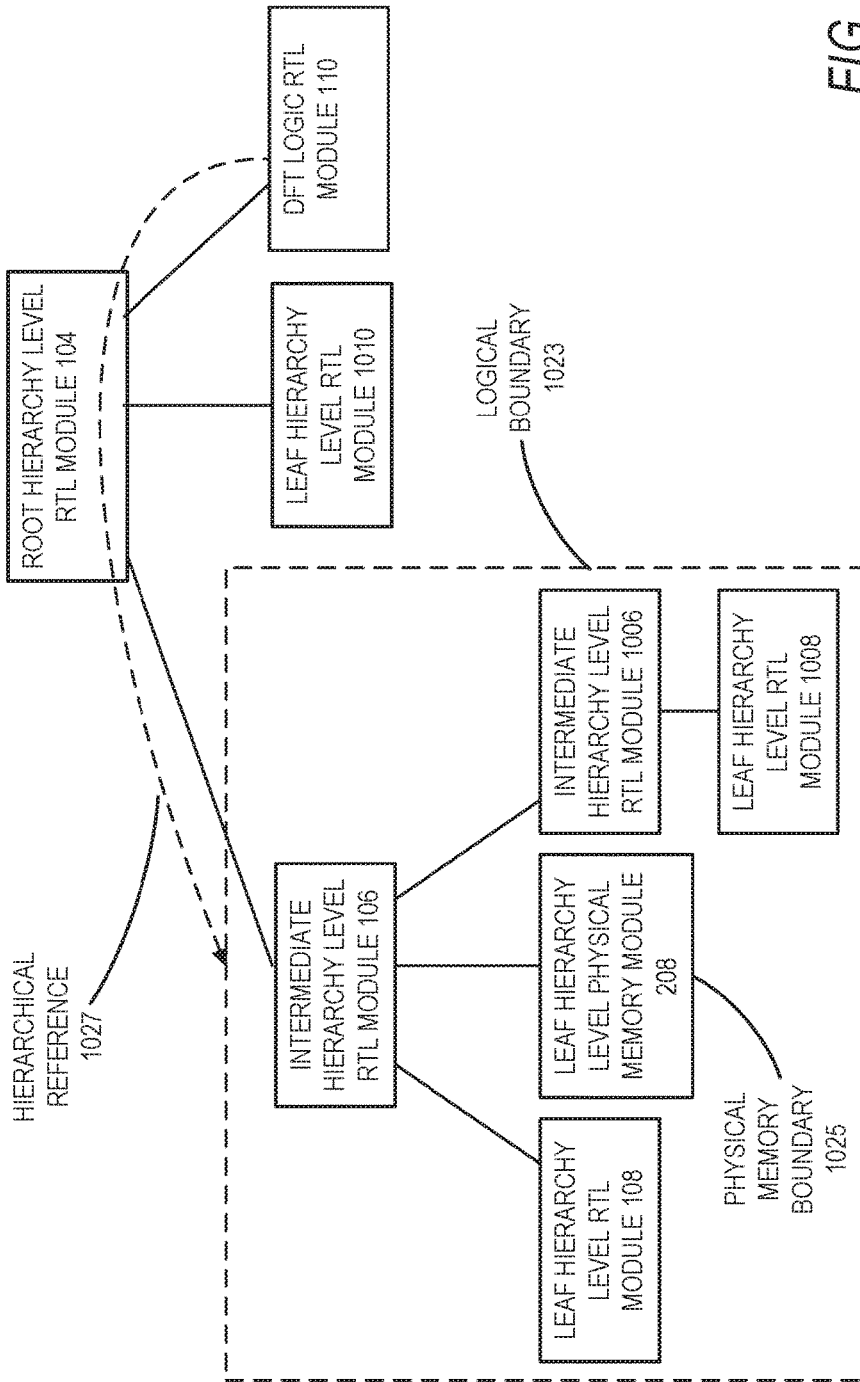 ROOT HIERARCHY LEVEL
RTL MODULE 104
HIERARCHICAL
REFERENCE
1027
DFT LOGIC RTL
MODULE 110
LEAF HIERARCHY
LEVEL RTL
MODULE 1010
INTERMEDIATE
HIERARCHY LEVEL
RTL MODULE 106
LOGICAL
BOUNDARY
1023
LEAF HIERARCHY
LEVEL RTL
MODULE 108
LEAF HIERARCHY
LEVEL PHYSICAL
MEMORY MODULE
208
INTERMEDIATE
HIERARCHY LEVEL
RTL MODULE 1006
PHYSICAL
MEMORY
BOUNDARY
1025
LEAF HIERARCHY
LEVEL RTL
MODULE 1008
FIG